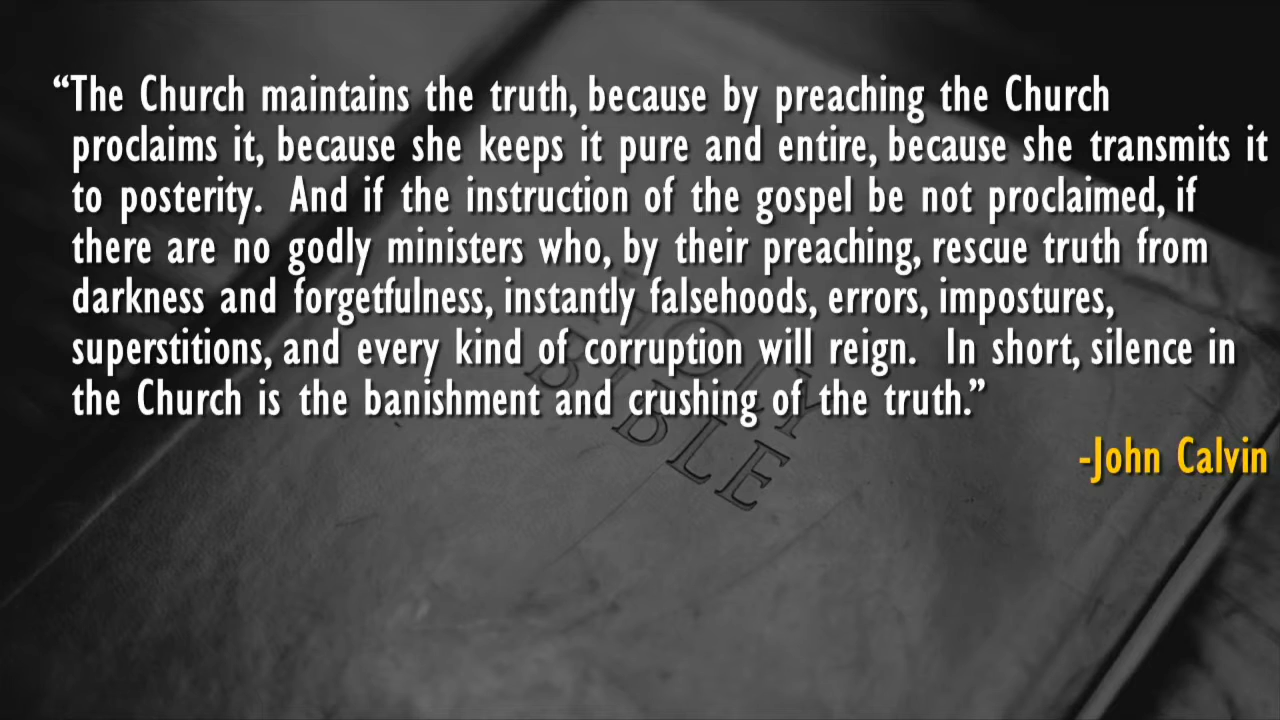 “The Church maintains the truth, because by preaching the Church
proclaims it, because she keeps it pure and entire, because she transmits it
to posterity. And if the instruction of the gospel be not proclaimed, if
there are no godly ministers who, by their preaching, rescue truth from
darkness and forgetfulness, instantly falsehoods, errors, impostures,
superstitions, and every kind of corruption will reign. In short, silence in
the Church is the banishment and crushing of the truth.”
-John Calvin
HOLY
BIBLE